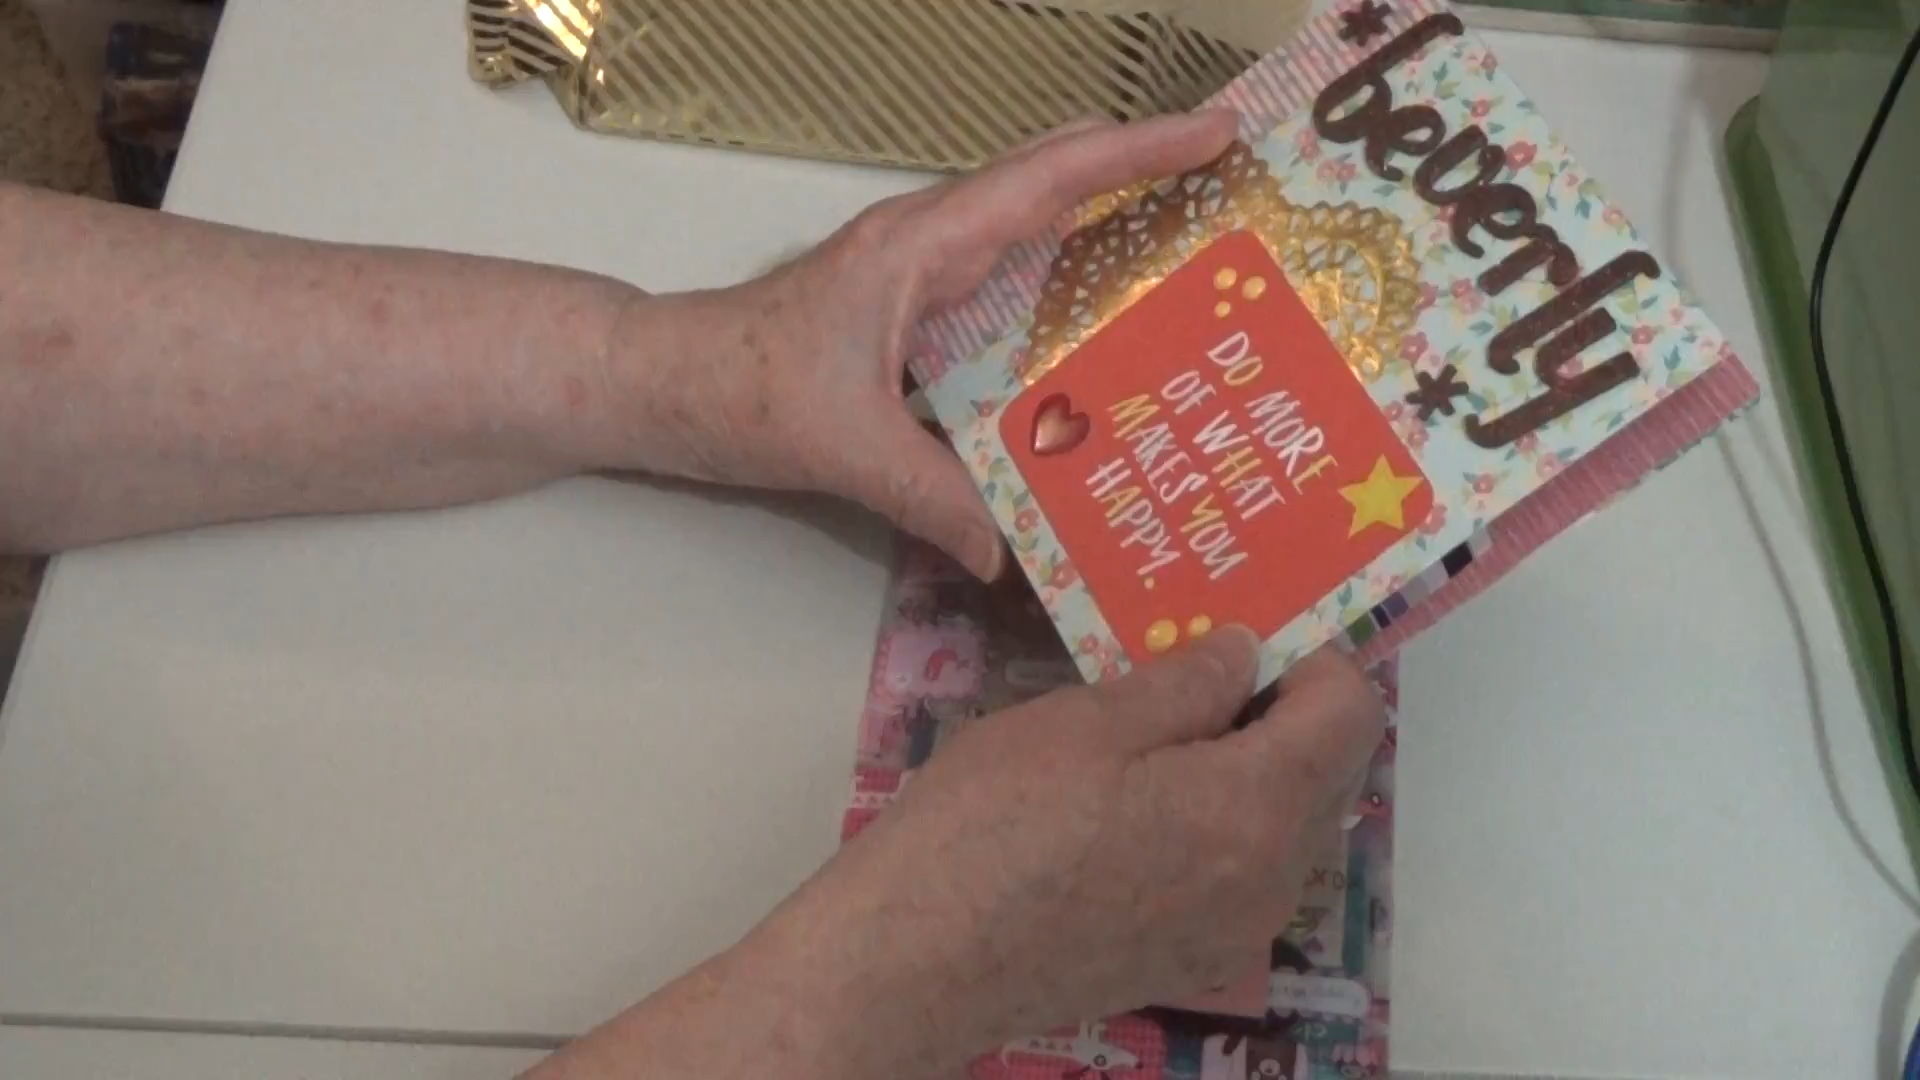 *beverly*
DO MORE
OF WHAT
MAKES YOU
HAPPY.